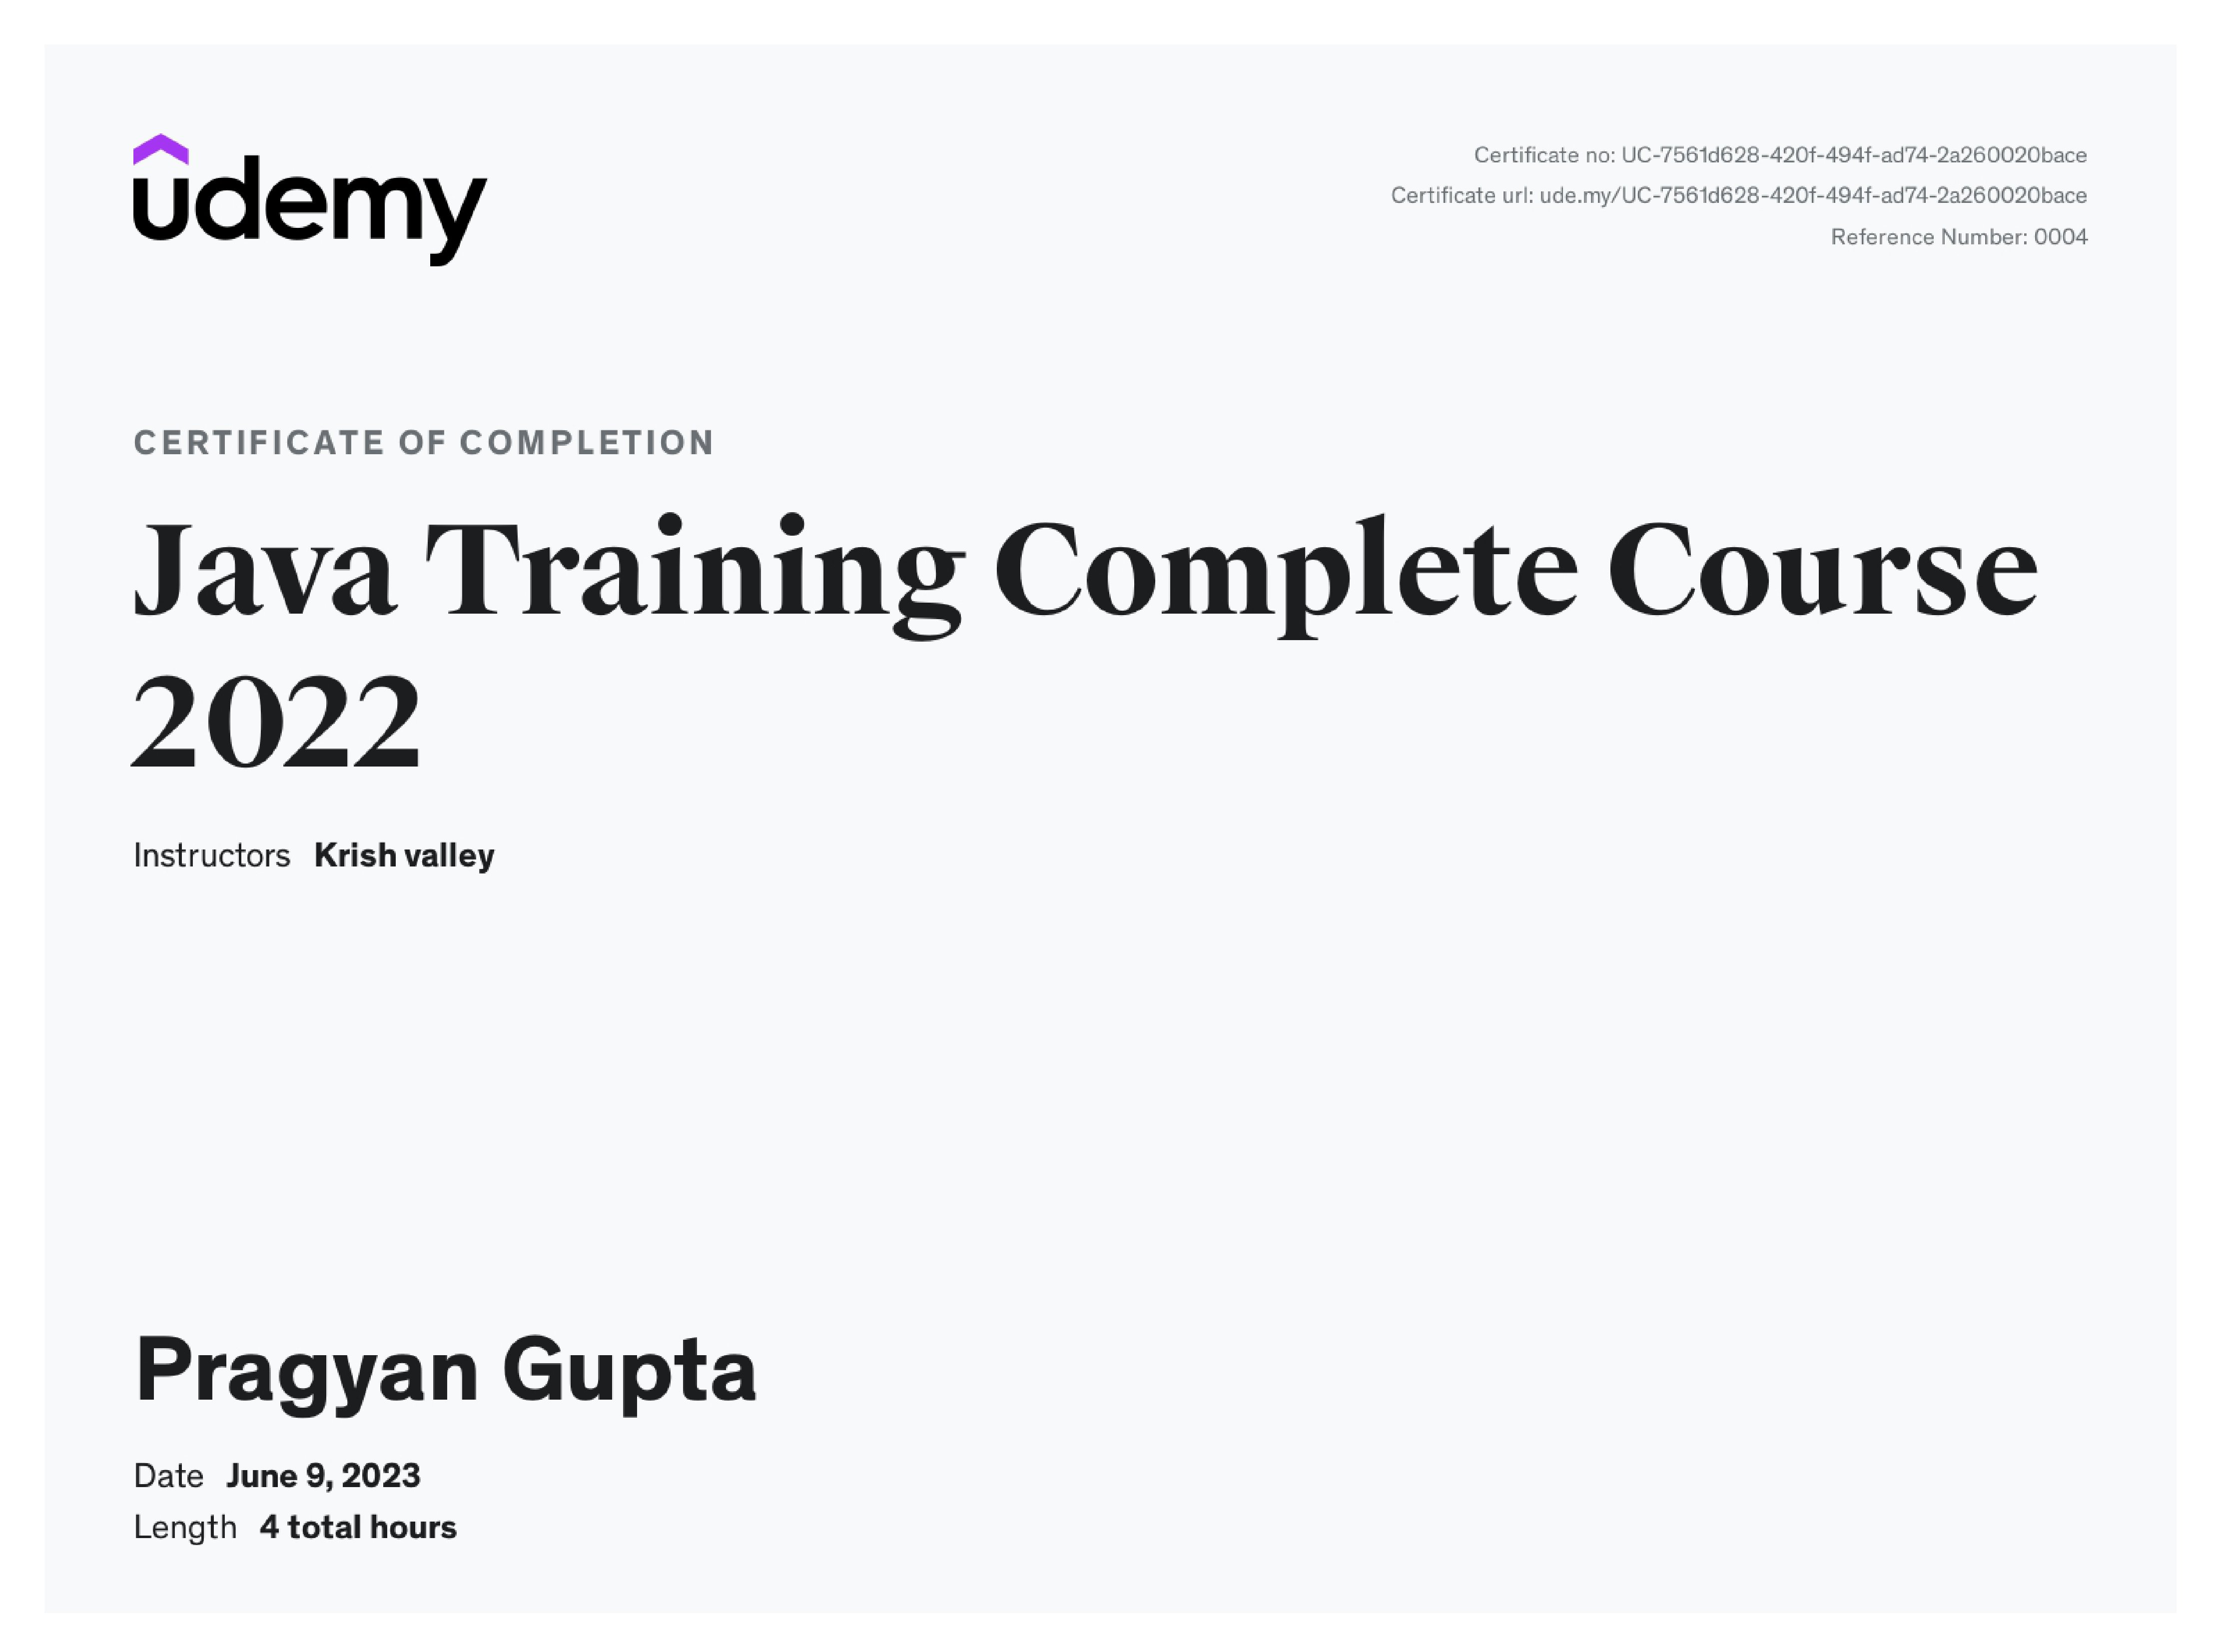 udemy
Certificate no: UC-7561d628-420f-494f-ad74-2a260020bace
Certificate url: ude.my/UC-7561d628-420f-494f-ad74-2a260020bace
Reference Number: 0004
CERTIFICATE OF COMPLETION
Java Training Complete Course
2022
Instructors Krish valley
Pragyan Gupta
Date June 9, 2023
Length 4 total hours